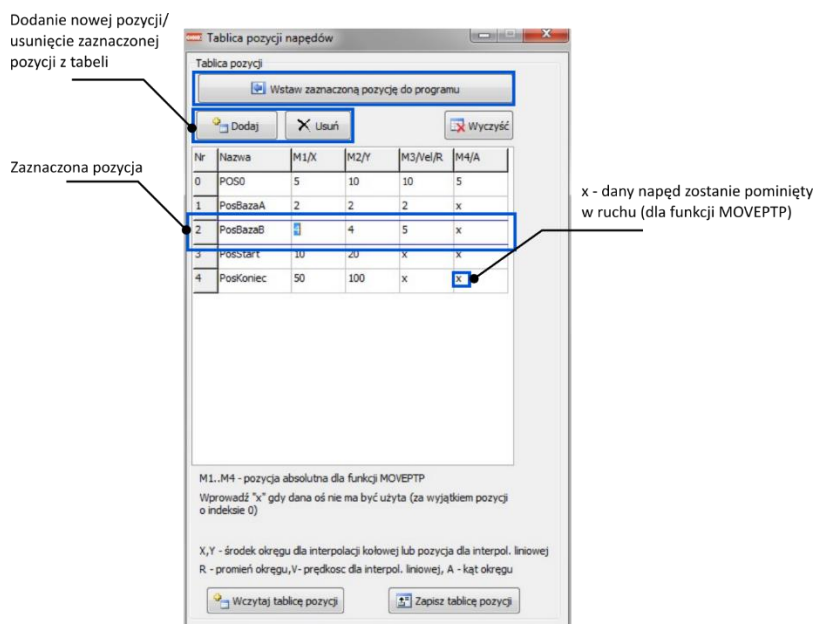 Dodanie nowej pozycji/
usunięcie zaznaczonej
pozycji z tabeli
Tablica pozycji napędów
Tablica pozycji
Wstaw zaznaczoną pozycję do programu
Dodaj Usuń Wyczyść
Zaznaczona pozycja
Nr Nazwa M1/X M2/Y M3/Vel/R M4/A
0 POS0 5 10 10 5
1 PosBazaA 2 2 2 x
2 PosBazaB 4 4 5 x
3 PosStart 10 20 x x
4 PosKoniec 50 100 x x
x - dany napęd zostanie pominięty
w ruchu (dla funkcji MOVEPTP)
M1..M4 - pozycja absolutna dla funkcji MOVEPTP
Wprowadź "x" gdy dana oś nie ma być użyta (za wyjątkiem pozycji
o indeksie 0)
X,Y - środek okręgu dla interpolacji kołowej lub pozycja dla interpol. liniowej
R - promień okręgu,V- prędkosc dla interpol. liniowej, A - kąt okręgu
Wczytaj tablicę pozycji Zapisz tablicę pozycji